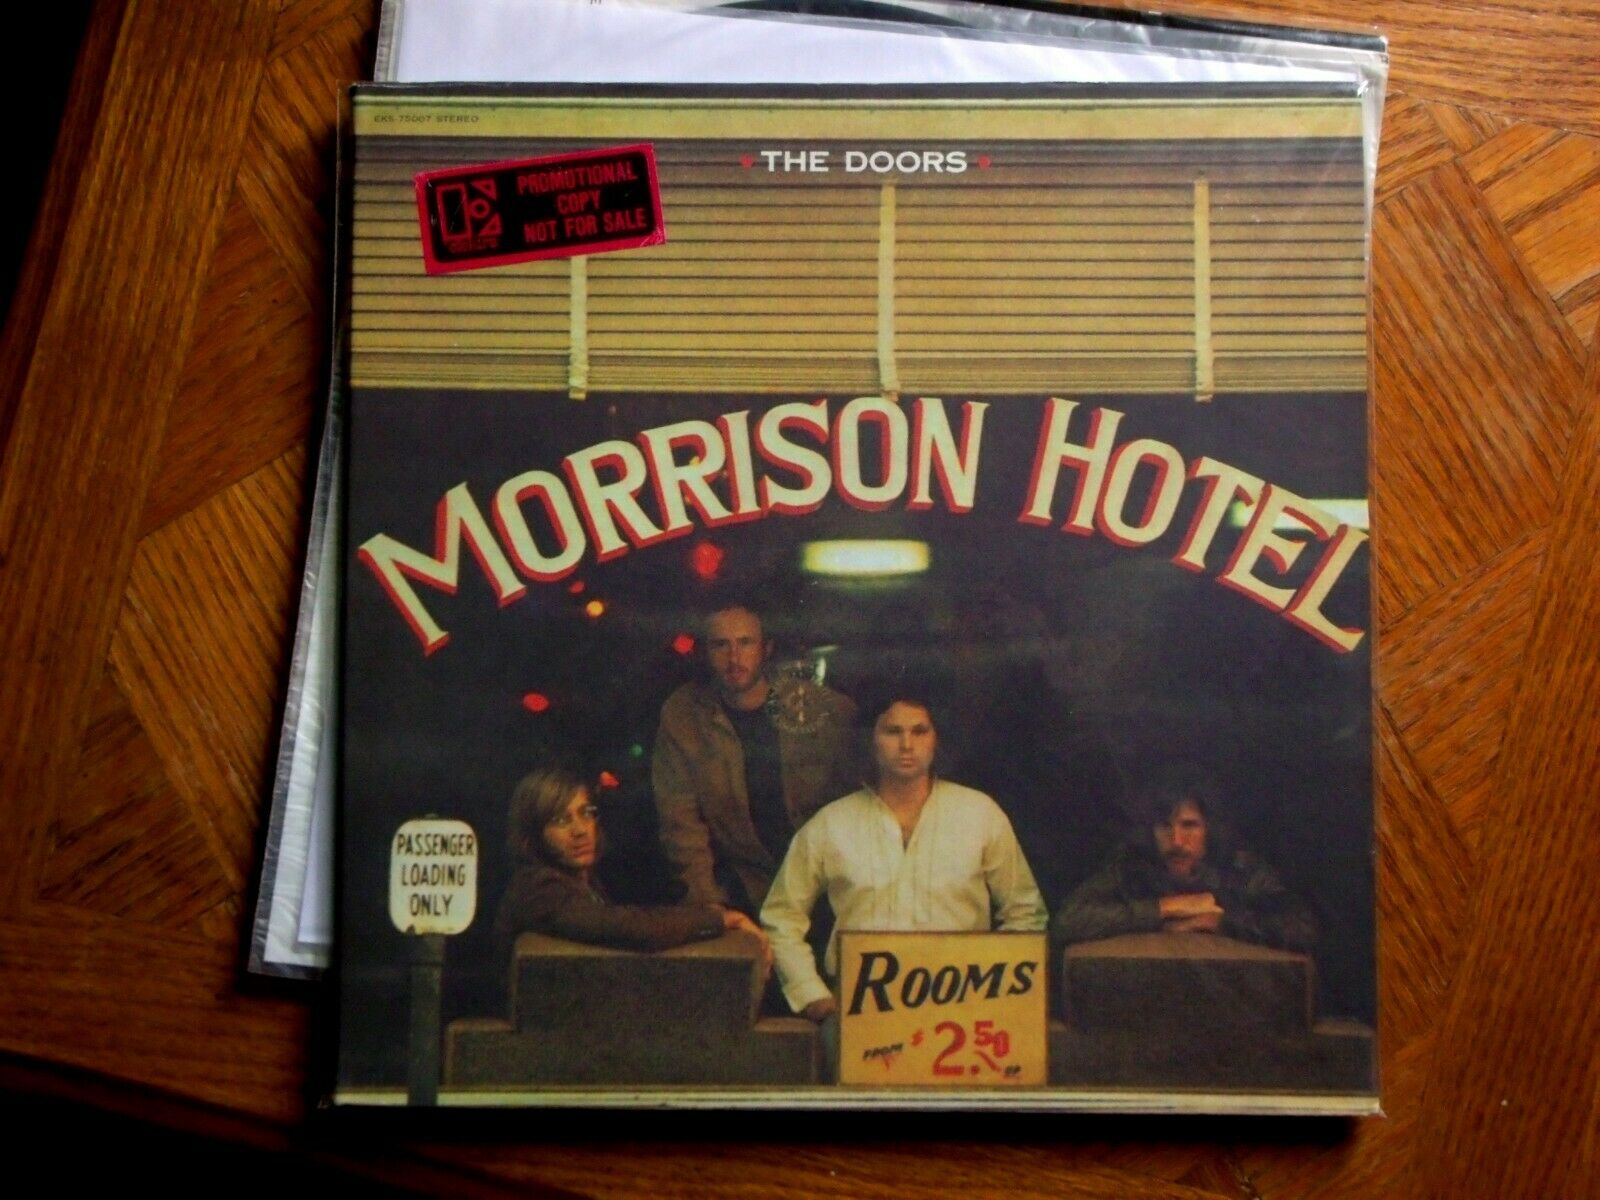 EKS-75007 STEREO
THE DOORS
PROMOTIONAL
COPY
NOT FOR SALE
MORRISON HOTEL
PASSENGER
LOADING
ONLY
ROOMS
FROM $2.50 UP